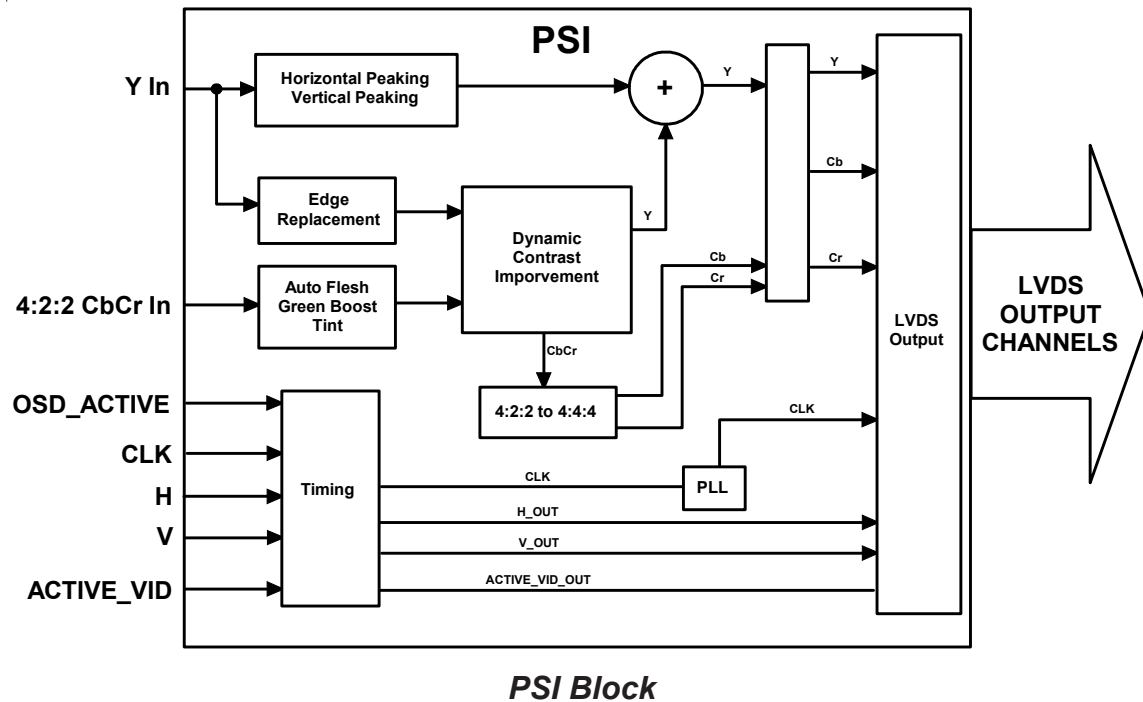 PSI
Y In
Horizontal Peaking
Vertical Peaking
+
Y
Y
Cb
Cr
Edge
Replacement
Dynamic
Contrast
Imporvement
Y
Cb
Cr
4:2:2 CbCr In
Auto Flesh
Green Boost
Tint
CbCr
4:2:2 to 4:4:4
LVDS
Output
LVDS
OUTPUT
CHANNELS
OSD_ACTIVE
CLK
H
V
ACTIVE_VID
Timing
CLK
PLL
CLK
H_OUT
V_OUT
ACTIVE_VID_OUT
PSI Block